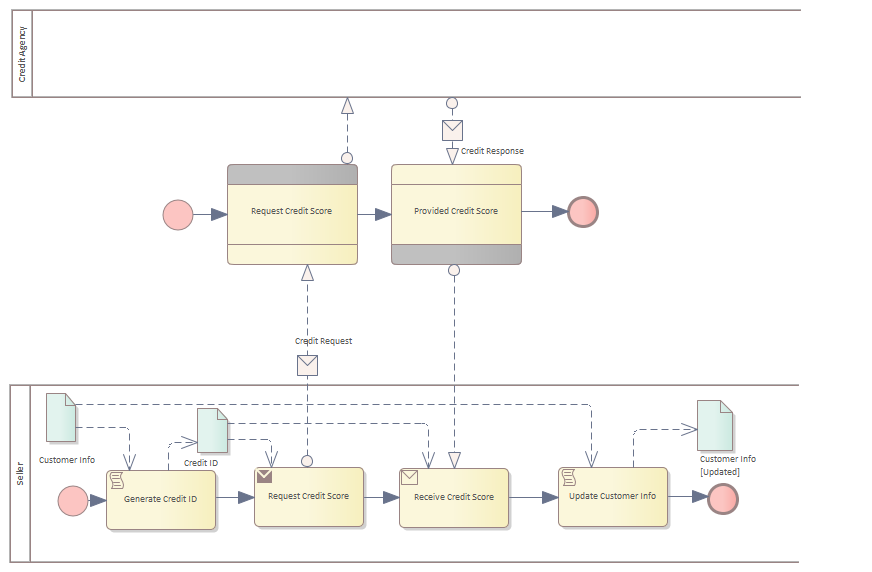 Credit Agency
Credit Response
Request Credit Score
Provided Credit Score
Credit Request
Seller
Customer Info
Credit ID
Customer Info
[Updated]
Generate Credit ID
Request Credit Score
Receive Credit Score
Update Customer Info